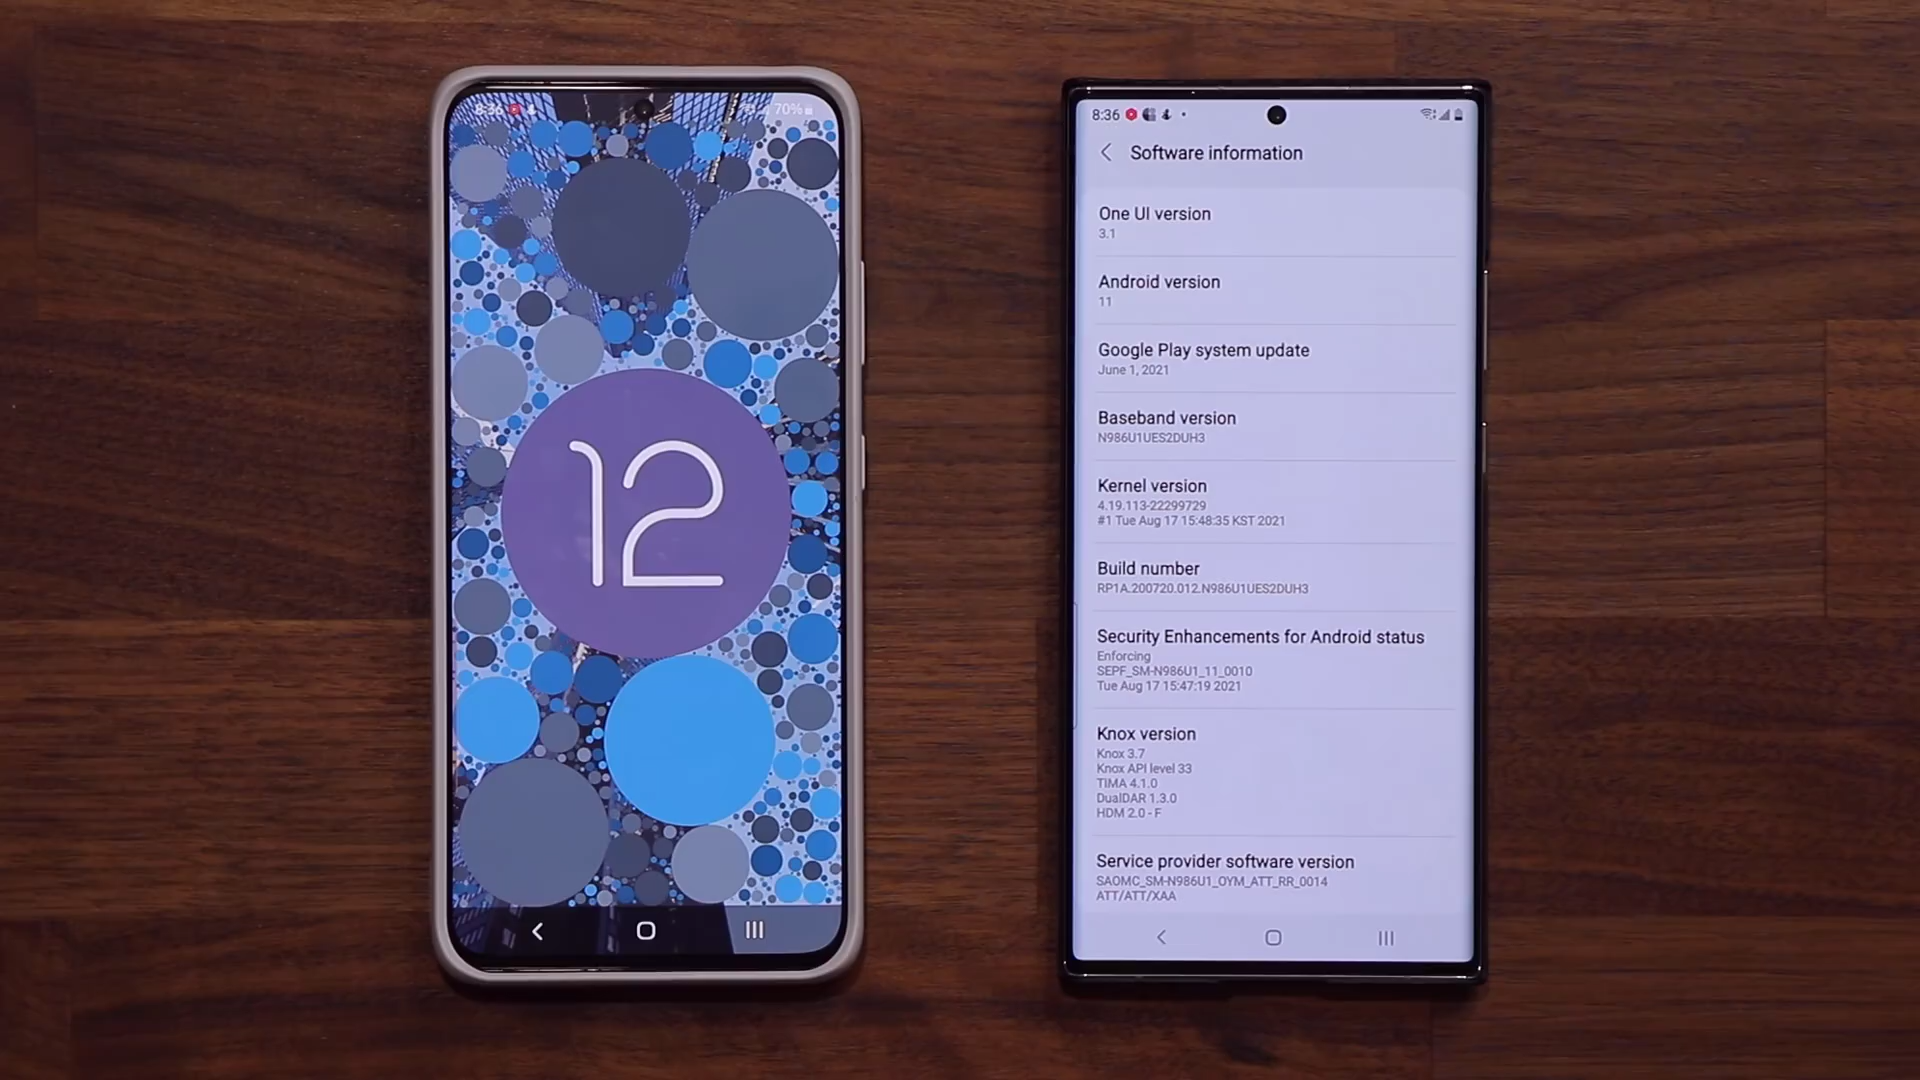 8:36
70%
12
8:36
Software information
One UI version
3.1
Android version
11
Google Play system update
June 1, 2021
Baseband version
N986U1UES2DUH3
Kernel version
4.19.113-22299729
#1 Tue Aug 17 15:48:35 KST 2021
Build number
RP1A.200720.012.N986U1UES2DUH3
Security Enhancements for Android status
Enforcing
SEPF_SM-N986U1_11_0010
Tue Aug 17 15:47:19 2021
Knox version
Knox 3.7
Knox API level 33
TIMA 4.1.0
DualDAR 1.3.0
HDM 2.0 - F
Service provider software version
SAOMC_SM-N986U1_OYM_ATT_RR_0014
ATT/ATT/XAA